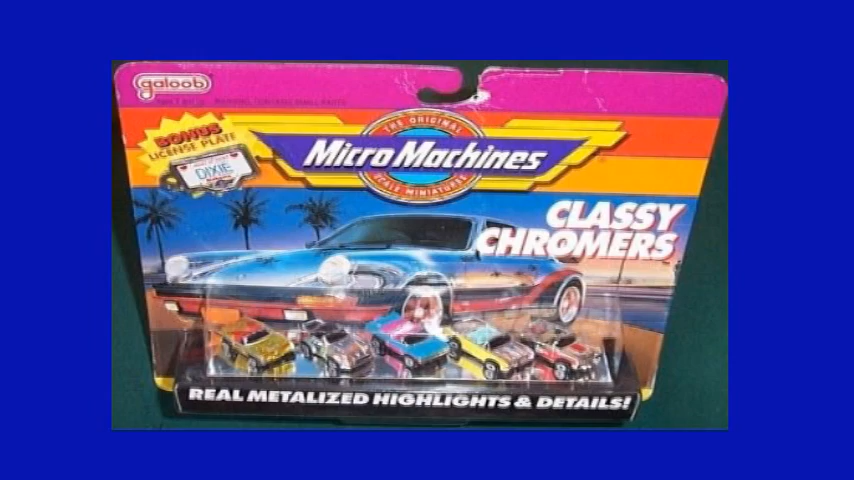 galoob
BONUS
LICENSE PLATE
DIXIE
THE ORIGINAL
MICRO MACHINES
SCALE MINIATURES
CLASSY
CHROMERS
REAL METALIZED HIGHLIGHTS & DETAILS!